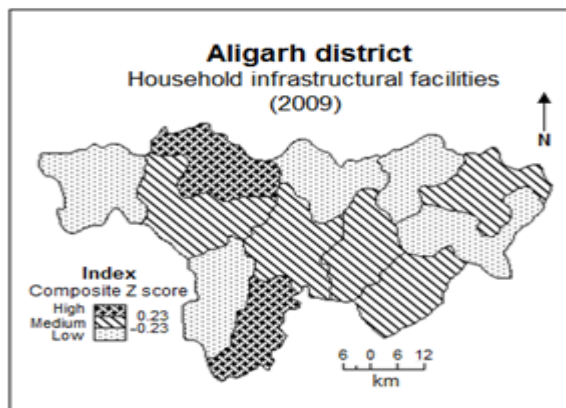 Aligarh district
Household infrastructural facilities
(2009)
N
Index
Composite Z score
High
0.23
Medium
-0.23
Low
6 0 6 12
km